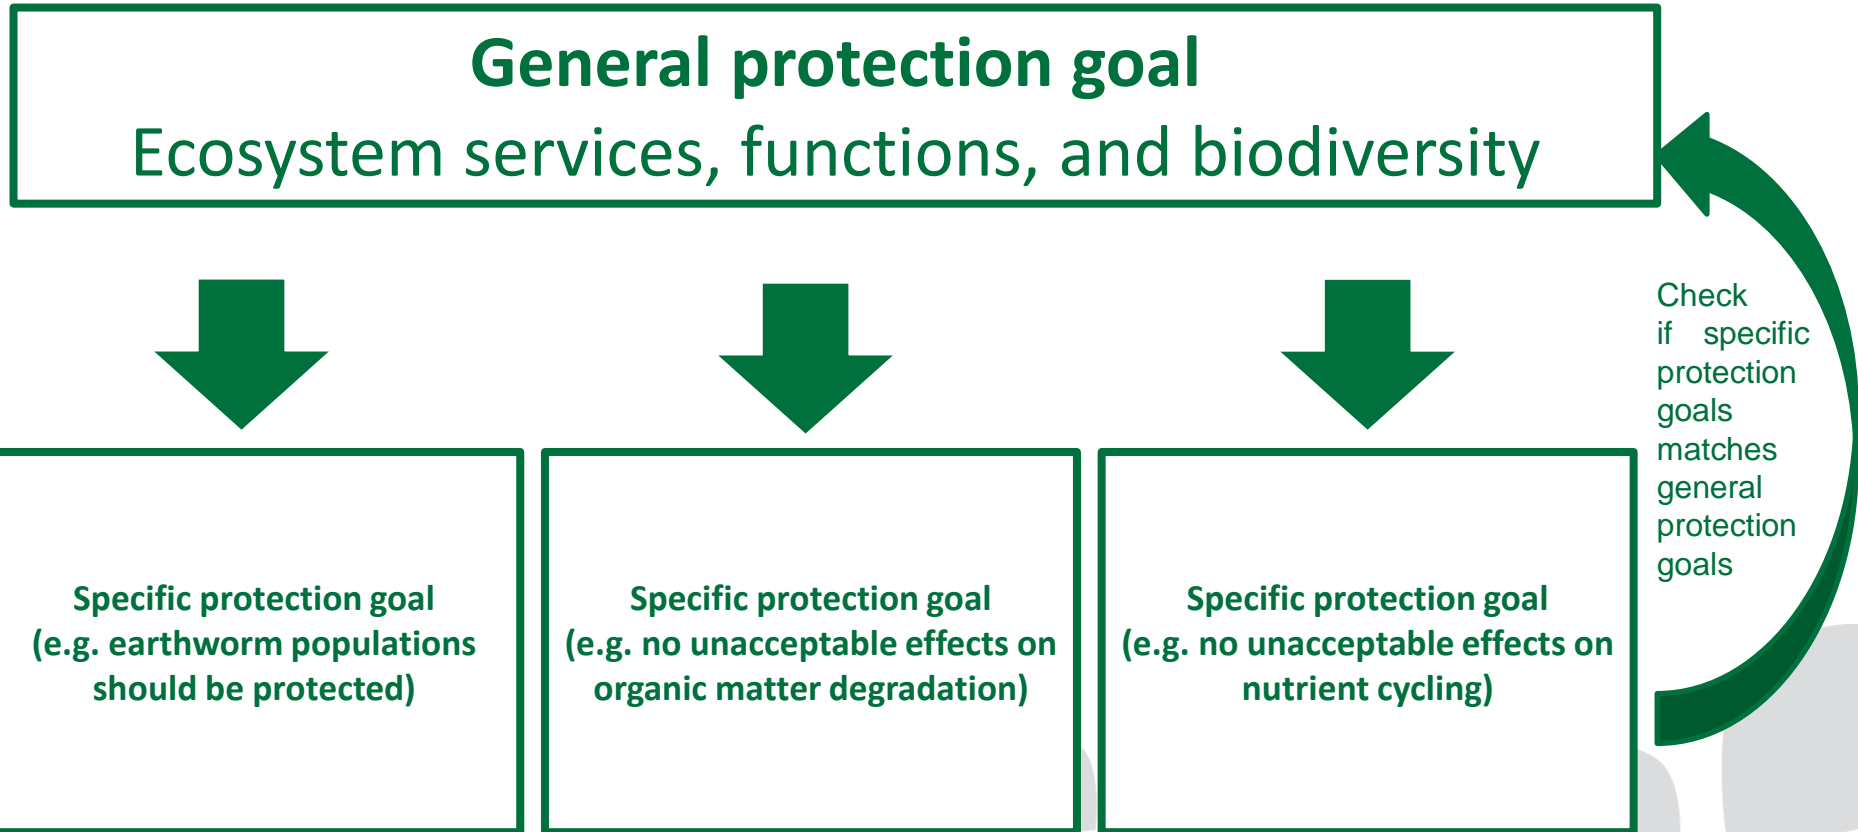 General protection goal
Ecosystem services, functions, and biodiversity
Check
if specific
protection
goals
matches
general
protection
goals
Specific protection goal
(e.g. earthworm populations
should be protected)
Specific protection goal
(e.g. no unacceptable effects on
organic matter degradation)
Specific protection goal
(e.g. no unacceptable effects on
nutrient cycling)